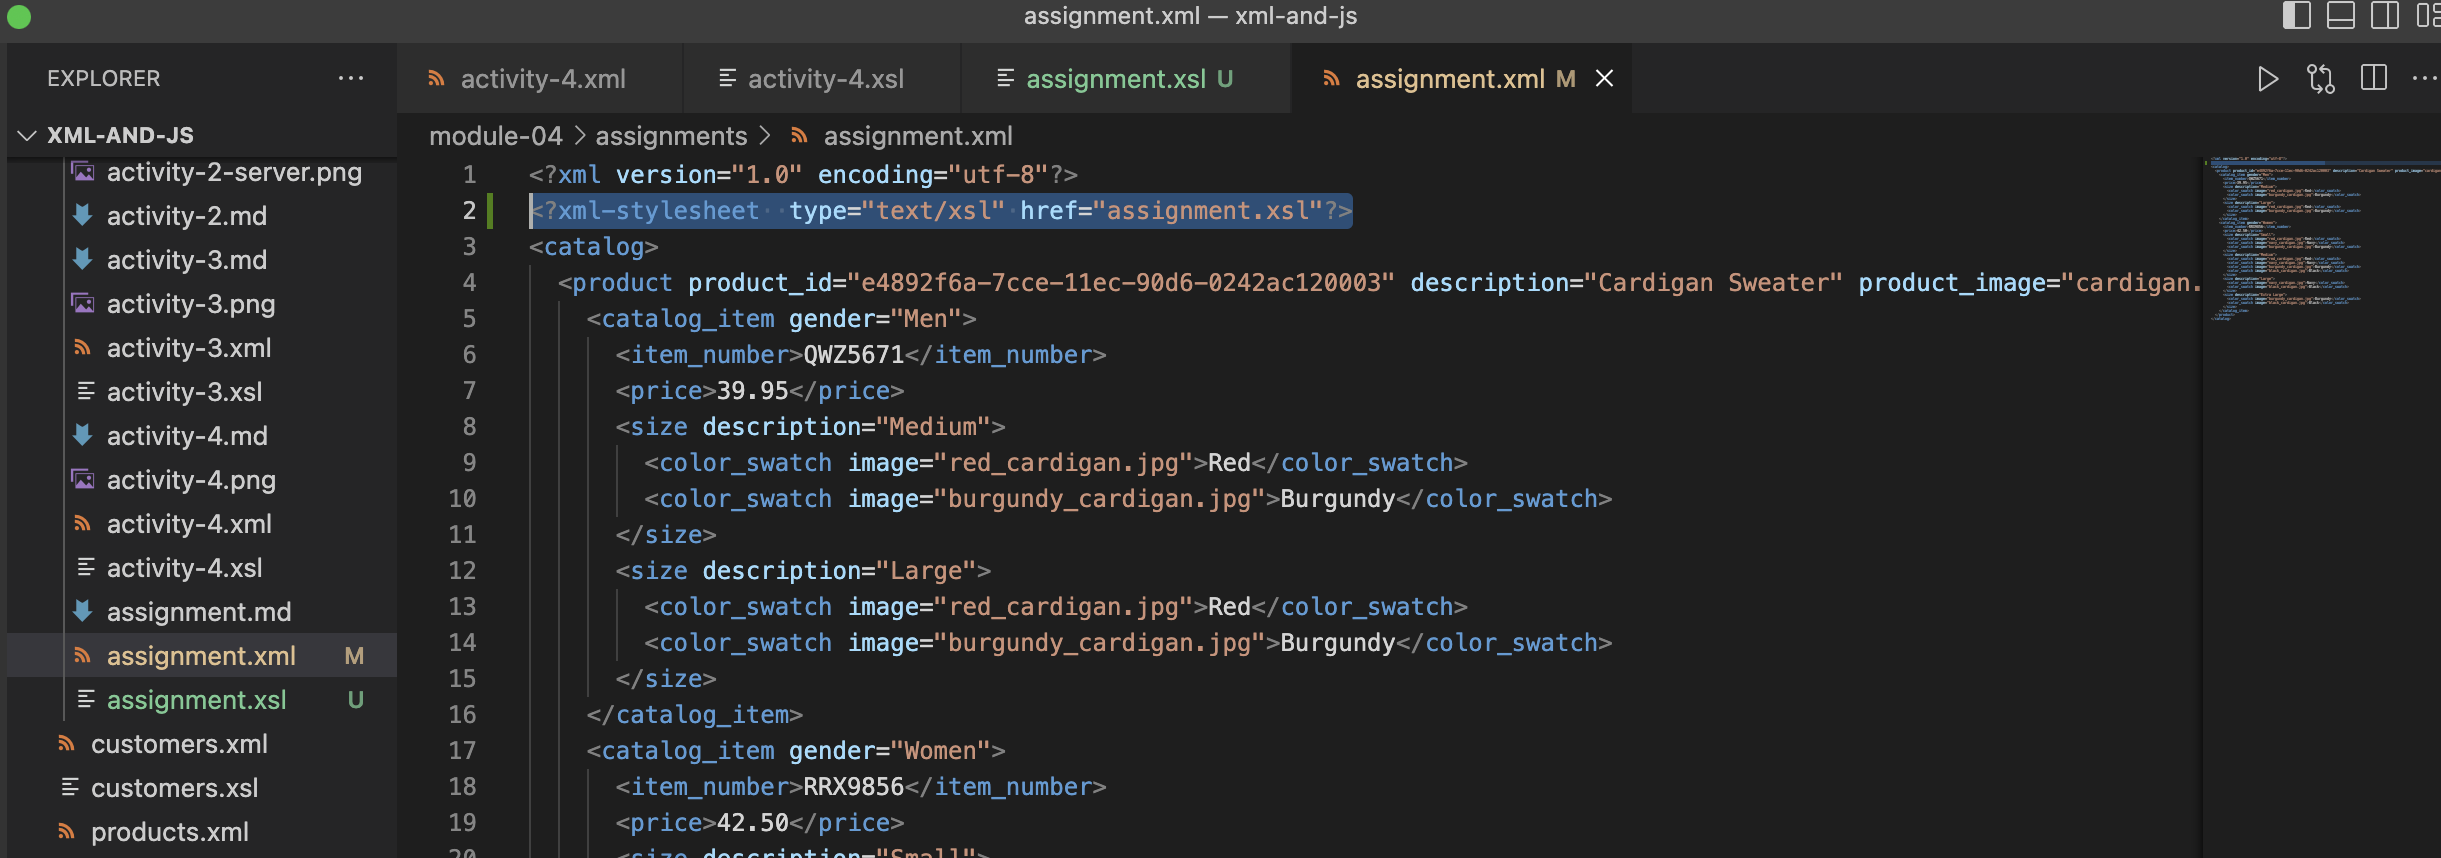 assignment.xml — xml-and-js
EXPLORER
activity-4.xml
activity-4.xsl
assignment.xsl U
assignment.xml M
XML-AND-JS
module-04 > assignments > assignment.xml
activity-2-server.png
activity-2.md
activity-3.md
activity-3.png
activity-3.xml
activity-3.xsl
activity-4.md
activity-4.png
activity-4.xml
activity-4.xsl
assignment.md
assignment.xml M
assignment.xsl U
customers.xml
customers.xsl
products.xml
1 <?xml version="1.0" encoding="utf-8"?>
2 <?xml-stylesheet  type="text/xsl" href="assignment.xsl"?>
3 <catalog>
4 <product product_id="e4892f6a-7cce-11ec-90d6-0242ac120003" description="Cardigan Sweater" product_image="cardigan.
5 <catalog_item gender="Men">
6 <item_number>QWZ5671</item_number>
7 <price>39.95</price>
8 <size description="Medium">
9 <color_swatch image="red_cardigan.jpg">Red</color_swatch>
10 <color_swatch image="burgundy_cardigan.jpg">Burgundy</color_swatch>
11 </size>
12 <size description="Large">
13 <color_swatch image="red_cardigan.jpg">Red</color_swatch>
14 <color_swatch image="burgundy_cardigan.jpg">Burgundy</color_swatch>
15 </size>
16 </catalog_item>
17 <catalog_item gender="Women">
18 <item_number>RRX9856</item_number>
19 <price>42.50</price>
20 <size description="Small">